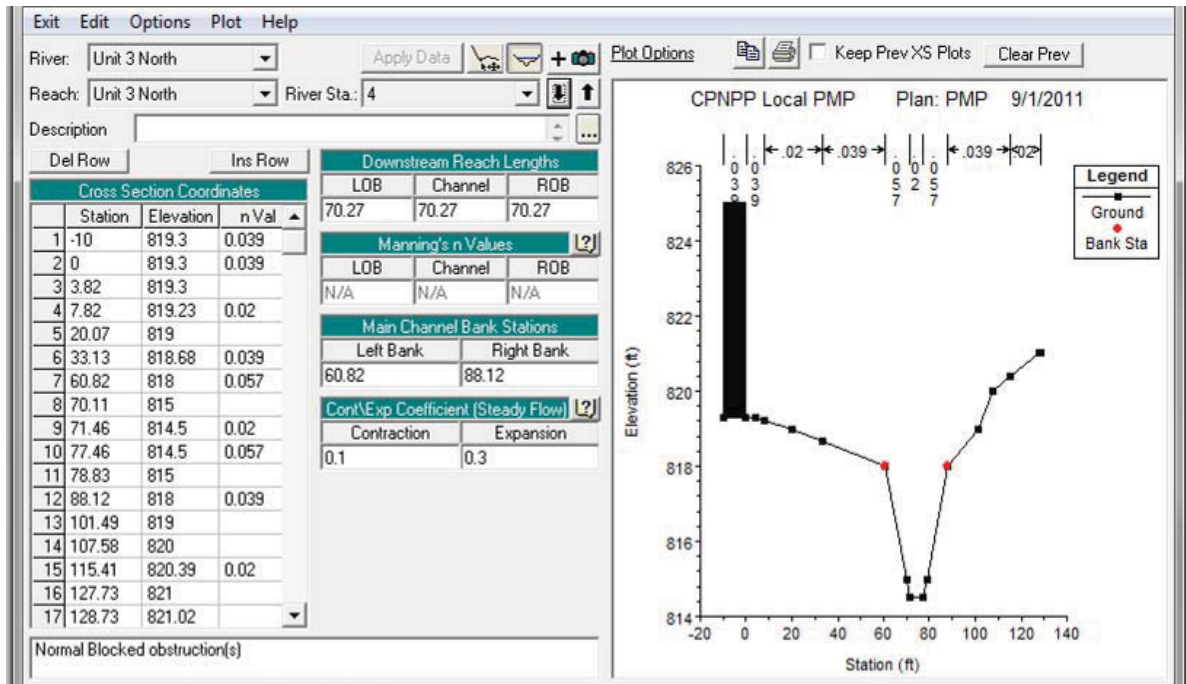 Exit Edit Options Plot Help
River: Unit 3 North Apply Data +
Reach: Unit 3 North River Sta.: 4
Description ...
Del Row Ins Row
Cross Section Coordinates
Station Elevation n Val
1 -10 819.3 0.039
2 0 819.3 0.039
3 3.82 819.3
4 7.82 819.23 0.02
5 20.07 819
6 33.13 818.68 0.039
7 60.82 818 0.057
8 70.11 815
9 71.46 814.5 0.02
10 77.46 814.5 0.057
11 78.83 815
12 88.12 818 0.039
13 101.49 819
14 107.58 820
15 115.41 820.39 0.02
16 127.73 821
17 128.73 821.02
Downstream Reach Lengths
LOB Channel ROB
70.27 70.27 70.27
Manning's n Values
LOB Channel ROB
N/A N/A N/A
Main Channel Bank Stations
Left Bank Right Bank
60.82 88.12
Cont\Exp Coefficient (Steady Flow)
Contraction Expansion
0.1 0.3
Normal Blocked obstruction(s)
Plot Options Keep Prev XS Plots Clear Prev
CPNPP Local PMP Plan: PMP 9/1/2011
.039 .039 .02 .039 .057 .02 .057 .039 .02
Legend
Ground
Bank Sta
826
824
822
820
818
816
814
Elevation (ft)
-20 0 20 40 60 80 100 120 140
Station (ft)